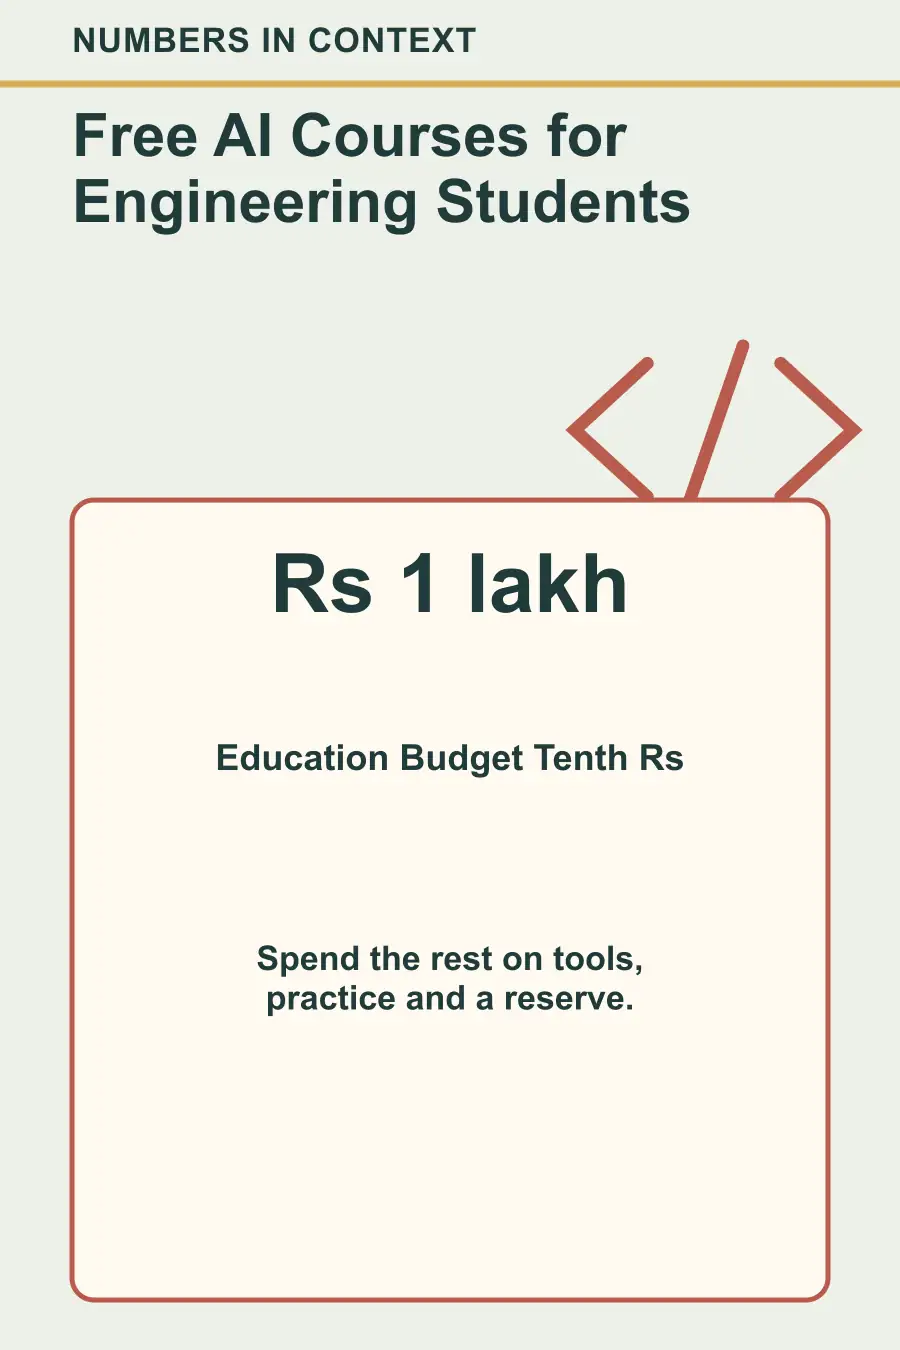 NUMBERS IN CONTEXT
Free AI Courses for
Engineering Students
Rs 1 lakh
Education Budget Tenth Rs
Spend the rest on tools,
practice and a reserve.